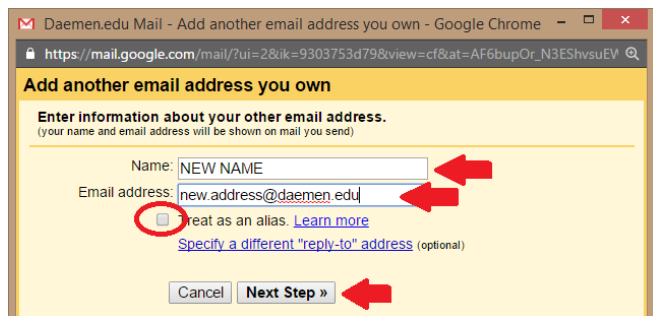 Daemen.edu Mail - Add another email address you own - Google Chrome
https://mail.google.com/mail/?ui=2&ik=9303753d79&view=cf&at=AF6bupOr_N3EShvsuEW
Add another email address you own
Enter information about your other email address.
(your name and email address will be shown on mail you send)
Name: NEW NAME
Email address: new.address@daemen.edu
Treat as an alias. Learn more
Specify a different "reply-to" address (optional)
Cancel Next Step »